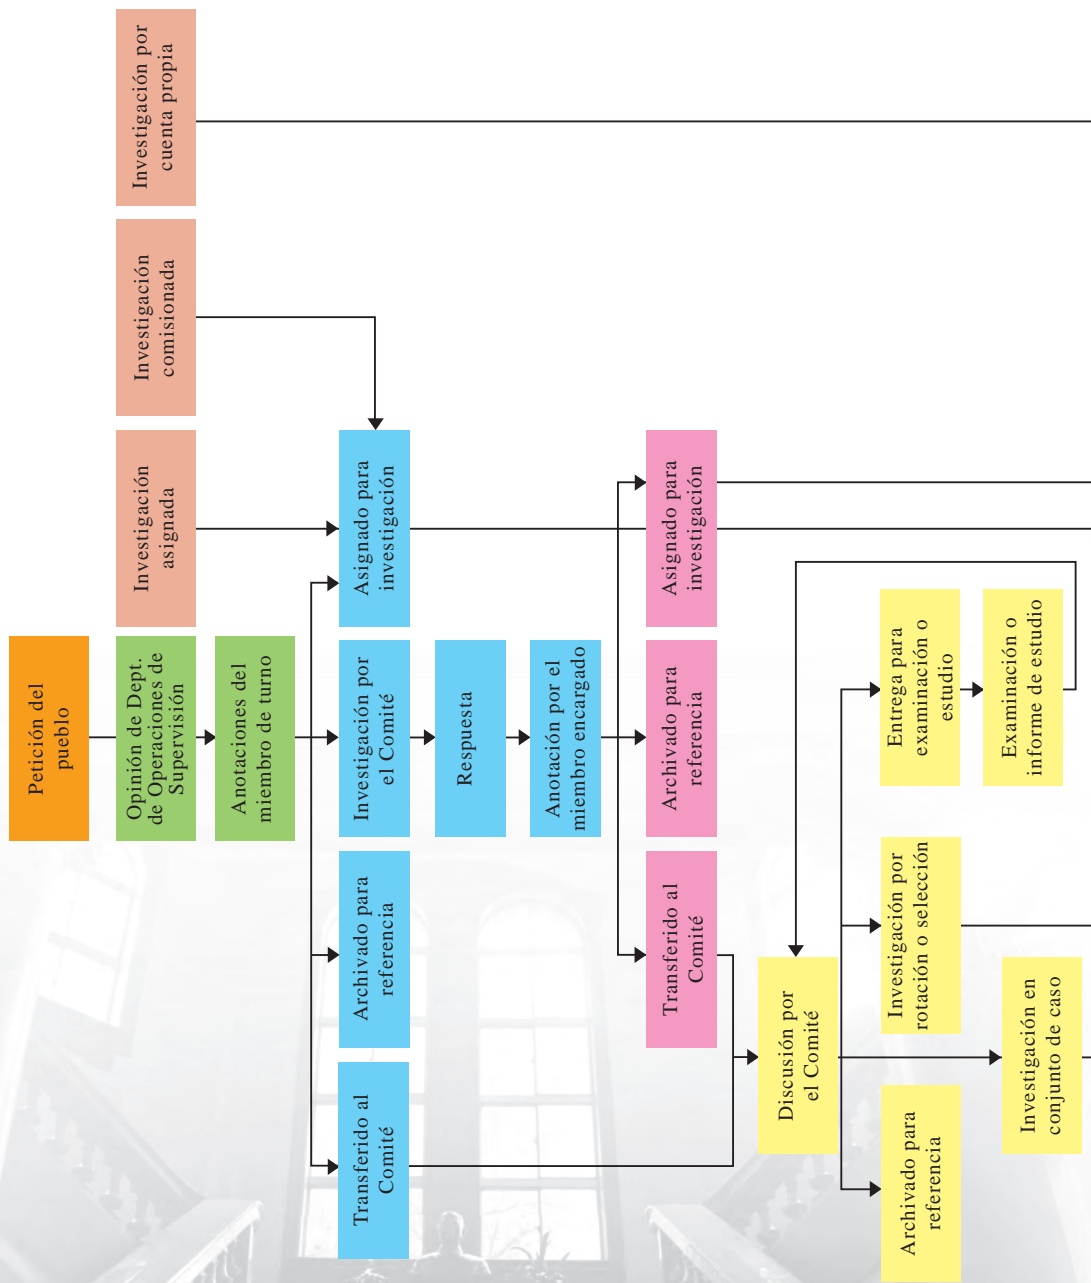 Petición del
pueblo
Opinión de Dept.
de Operaciones de
Supervisión
Investigación
asignada
Investigación
comisionada
Investigación por
cuenta propia
Anotaciones del
miembro de turno
Transferido al
Comité
Archivado para
referencia
Investigación por
el Comité
Asignado para
investigación
Respuesta
Anotación por el
miembro encargado
Transferido al
Comité
Archivado para
referencia
Asignado para
investigación
Discusión por
el Comité
Archivado para
referencia
Investigación por
rotación o selección
Entrega para
examinación o
estudio
Investigación en
conjunto de caso
Examinación o
informe de estudio